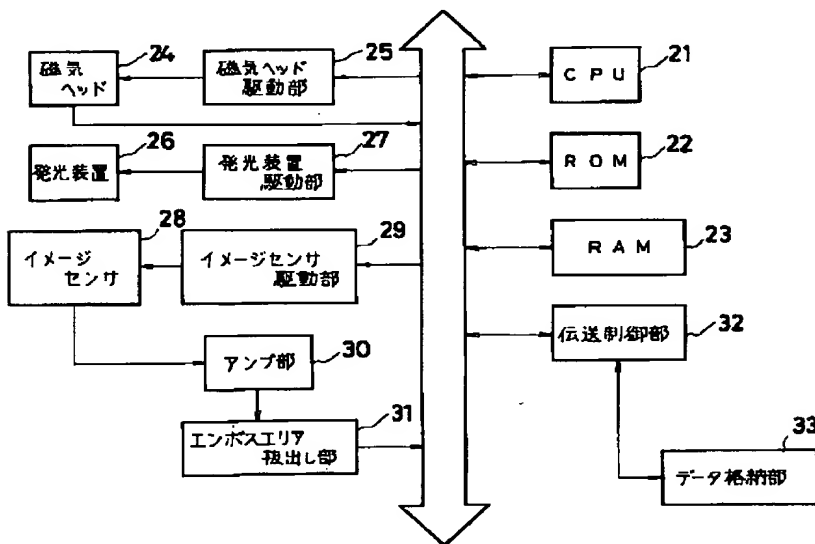 24
磁気
ヘッド
25
磁気ヘッド
駆動部
26
発光装置
27
発光装置
駆動部
28
イメージ
センサ
29
イメージセンサ
駆動部
30
アンプ部
31
エンボスエリア
抜出し部
21
CPU
22
ROM
23
RAM
32
伝送制御部
33
データ格納部